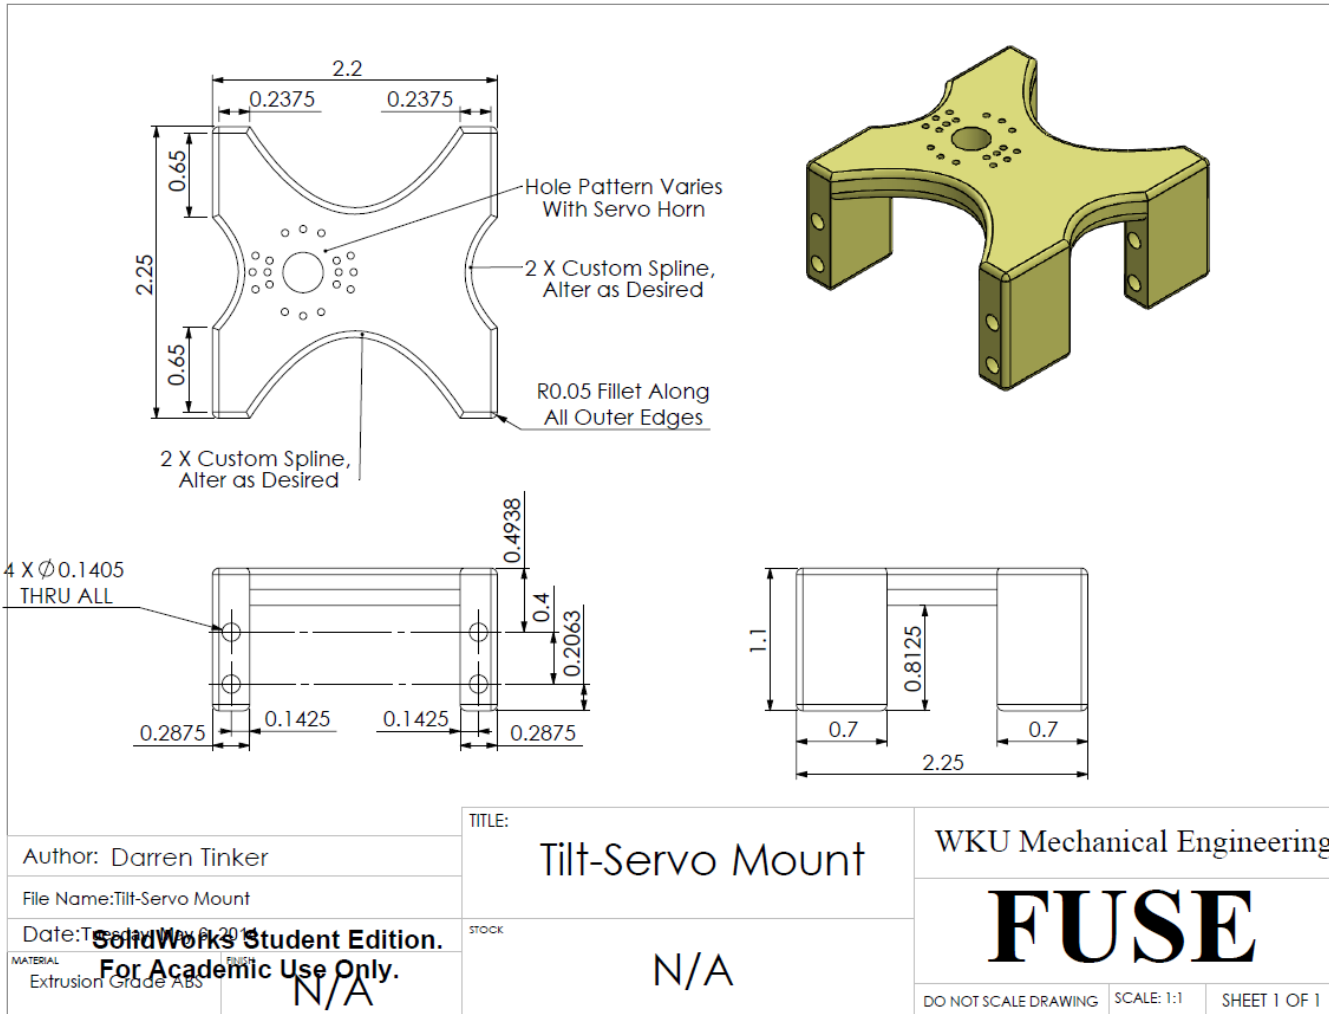 2.2
0.2375
0.2375
0.65
2.25
0.65
Hole Pattern Varies
With Servo Horn
2 X Custom Spline,
Alter as Desired
R0.05 Fillet Along
All Outer Edges
2 X Custom Spline,
Alter as Desired
4 X ∅0.1405
THRU ALL
0.4938
0.4
0.2063
0.1425
0.1425
0.2875
0.2875
1.1
0.8125
0.7
0.7
2.25
Author: Darren Tinker
File Name:Tilt-Servo Mount
Date:Tuesday, May 6, 2014
SolidWorks Student Edition.
For Academic Use Only.
MATERIAL
Extrusion Grade ABS
FINISH
N/A
TITLE:
Tilt-Servo Mount
STOCK
N/A
WKU Mechanical Engineering
FUSE
DO NOT SCALE DRAWING
SCALE: 1:1
SHEET 1 OF 1